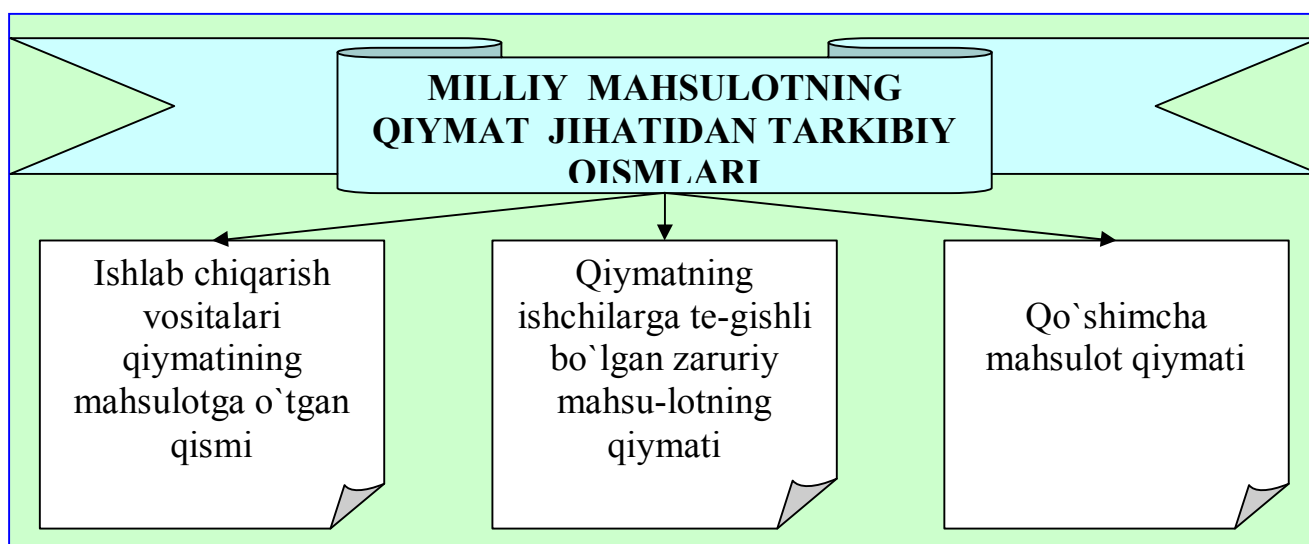 MILLIY MAHSULOTNING
QIYMAT JIHATIDAN TARKIBIY
QISMLARI
Ishlab chiqarish
vositalari
qiymatining
mahsulotga o`tgan
qismi
Qiymatning
ishchilarga te-gishli
bo`lgan zaruriy
mahsu-lotning
qiymati
Qo`shimcha
mahsulot qiymati